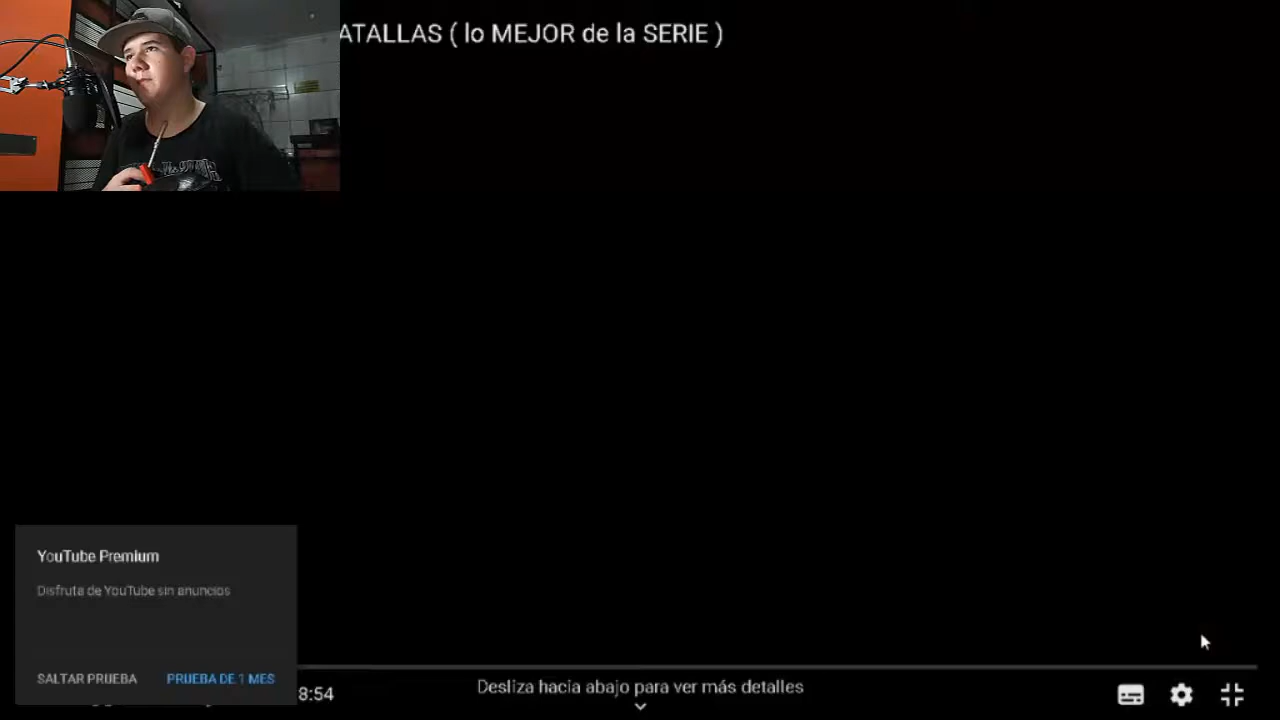 ATALLAS ( lo MEJOR de la SERIE )
YouTube Premium
Disfruta de YouTube sin anuncios
SALTAR PRUEBA PRUEBA DE 1 MES
8:54
Desliza hacia abajo para ver más detalles